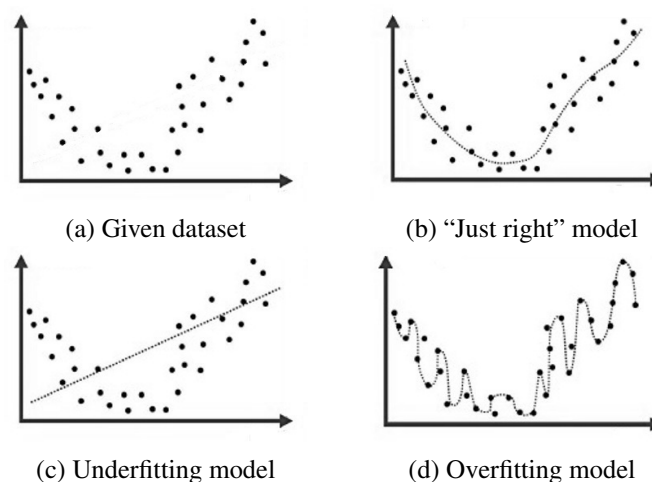 (a) Given dataset
(b) “Just right” model
(c) Underfitting model
(d) Overfitting model